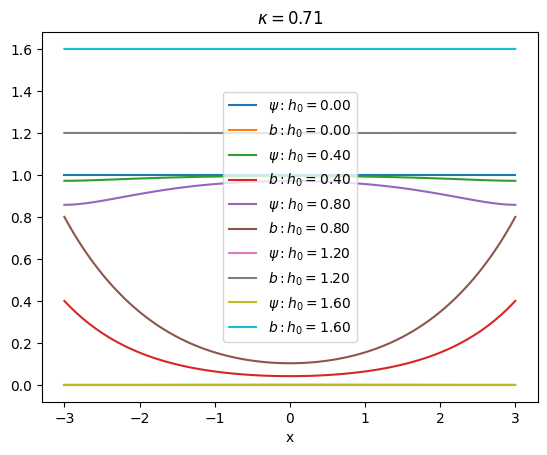 κ = 0.71
1.6
1.4
1.2
1.0
0.8
0.6
0.4
0.2
0.0
ψ: h₀ = 0.00
b: h₀ = 0.00
ψ: h₀ = 0.40
b: h₀ = 0.40
ψ: h₀ = 0.80
b: h₀ = 0.80
ψ: h₀ = 1.20
b: h₀ = 1.20
ψ: h₀ = 1.60
b: h₀ = 1.60
−3 −2 −1 0 1 2 3
x